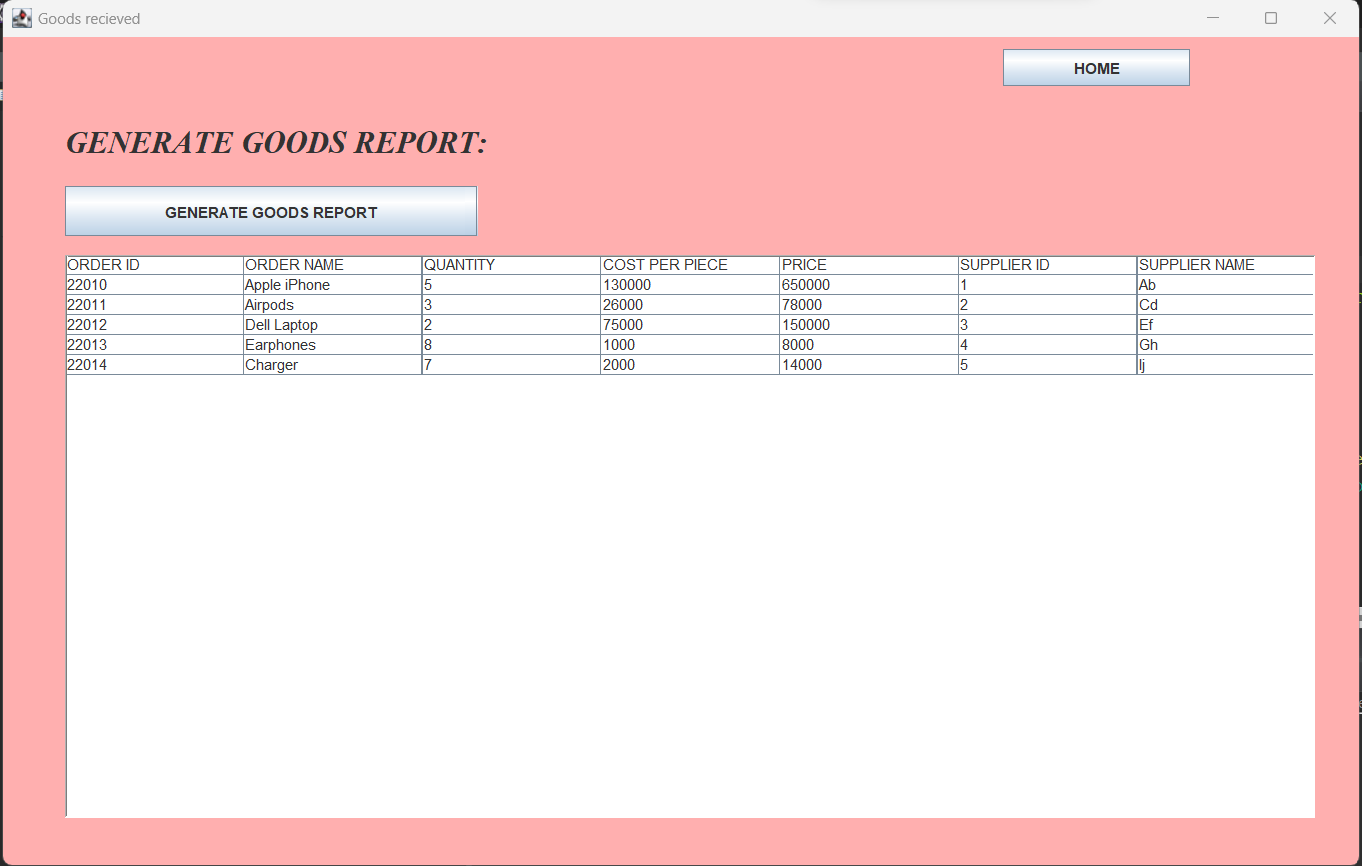 Goods recieved
HOME
GENERATE GOODS REPORT:
GENERATE GOODS REPORT
ORDER ID ORDER NAME QUANTITY COST PER PIECE PRICE SUPPLIER ID SUPPLIER NAME
22010 Apple iPhone 5 130000 650000 1 Ab
22011 Airpods 3 26000 78000 2 Cd
22012 Dell Laptop 2 75000 150000 3 Ef
22013 Earphones 8 1000 8000 4 Gh
22014 Charger 7 2000 14000 5 Ij